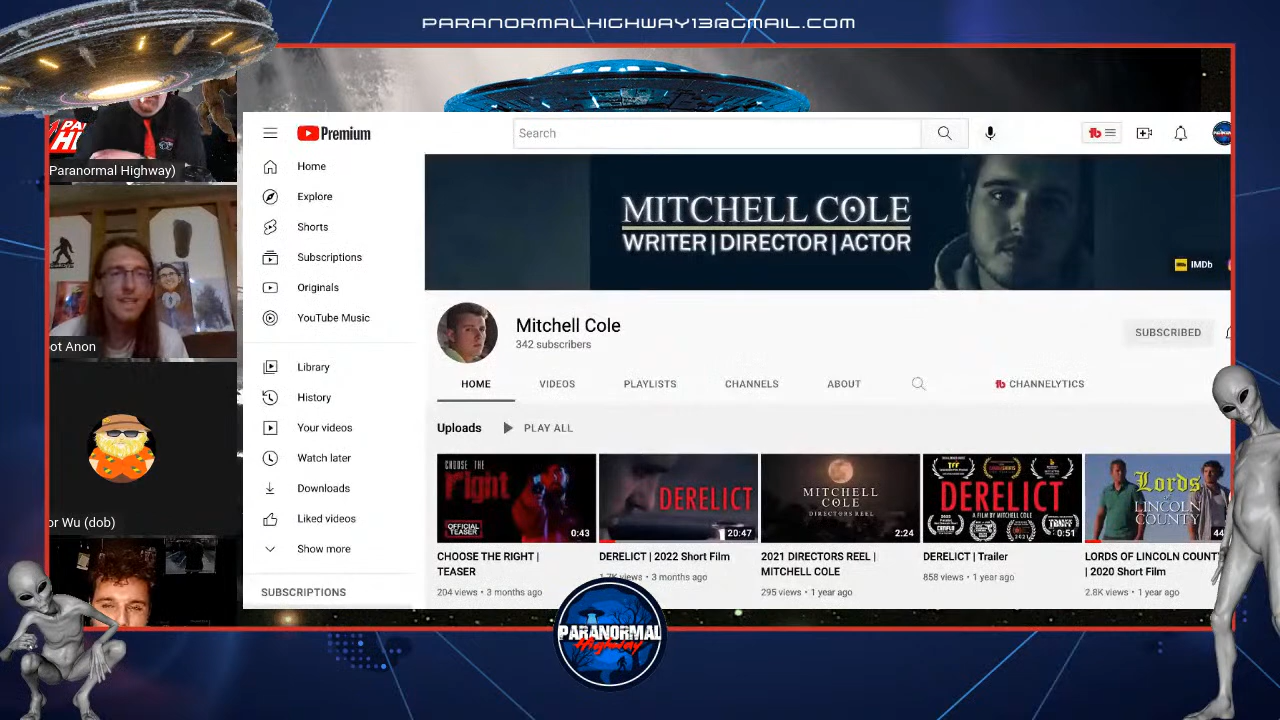 PARANORMALHIGHWAY13@GMAIL.COM
Premium
Search
Home
Explore
Shorts
Subscriptions
Originals
YouTube Music
Library
History
Your videos
Watch later
Downloads
Liked videos
Show more
SUBSCRIPTIONS
MITCHELL COLE
WRITER | DIRECTOR | ACTOR
IMDb
Mitchell Cole
342 subscribers
SUBSCRIBED
HOME VIDEOS PLAYLISTS CHANNELS ABOUT CHANNELYTICS
Uploads PLAY ALL
CHOOSE THE
right
OFFICIAL
TEASER
0:43
DERELICT
20:47
MITCHELL
COLE
DIRECTORS REEL
2:24
DERELICT
A FILM BY MITCHELL COLE
0:51
Lords
OF
LINCOLN
COUNTY
44
CHOOSE THE RIGHT |
TEASER
204 views • 3 months ago
DERELICT | 2022 Short Film
1.7K views • 3 months ago
2021 DIRECTORS REEL |
MITCHELL COLE
295 views • 1 year ago
DERELICT | Trailer
858 views • 1 year ago
LORDS OF LINCOLN COUNT
| 2020 Short Film
2.8K views • 1 year ago
Paranormal Highway)
ot Anon
or Wu (dob)
PARANORMAL
Highway